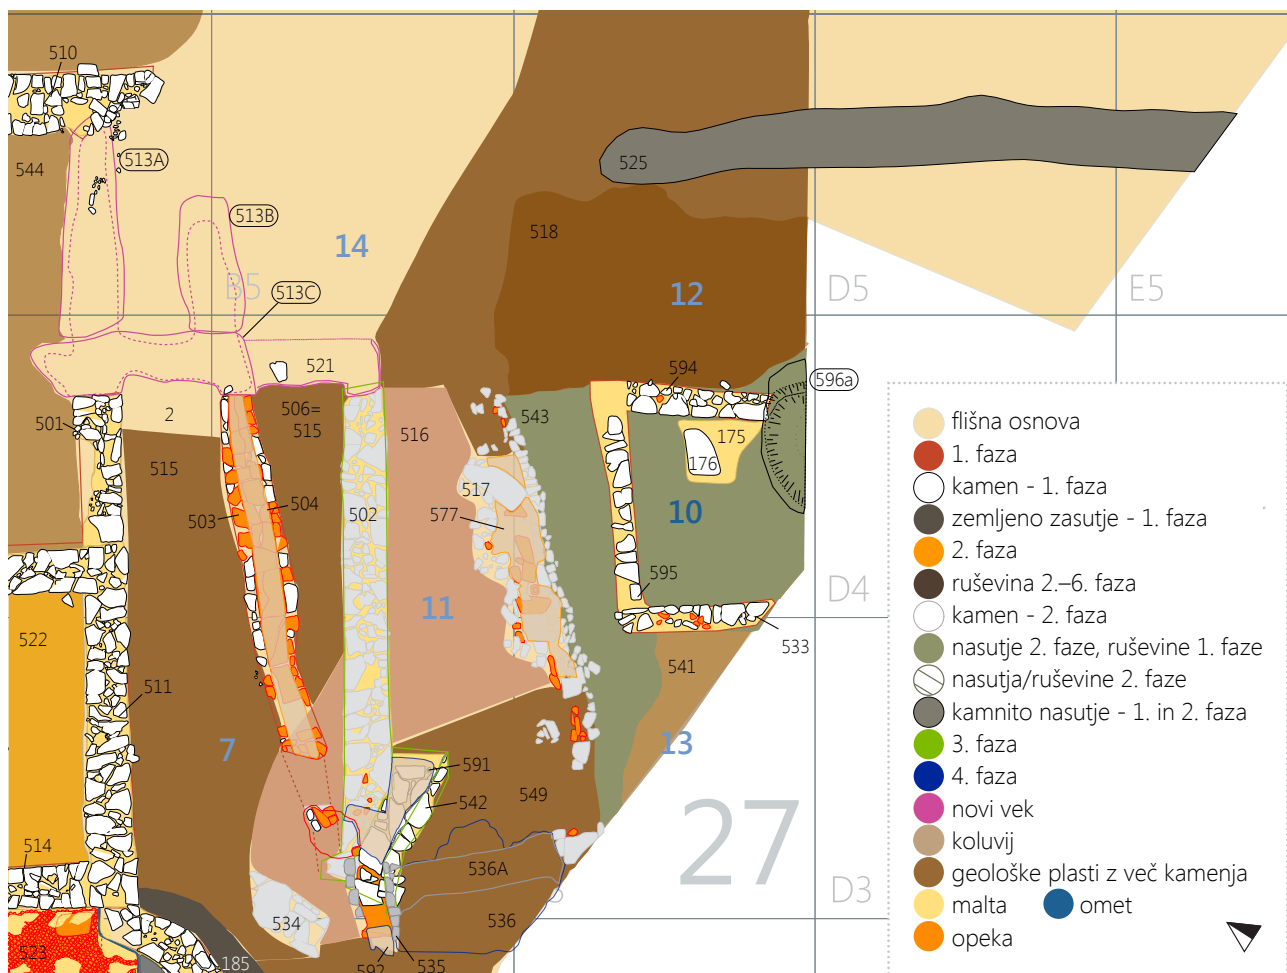 510
513A
544
525
513B
518
14
B5
513C
12
D5
E5
521
594
596a
501
2
506=
515
516
543
175
176
515
517
503
504
502
577
10
11
595
D4
522
533
541
511
7
13
591
542
549
27
514
536A
D3
534
536
523
185
592
535
flišna osnova
1. faza
kamen - 1. faza
zemljeno zasutje - 1. faza
2. faza
ruševina 2.–6. faza
kamen - 2. faza
nasutje 2. faze, ruševine 1. faze
nasutja/ruševine 2. faze
kamnito nasutje - 1. in 2. faza
3. faza
4. faza
novi vek
koluvij
geološke plasti z več kamenja
malta
omet
opeka